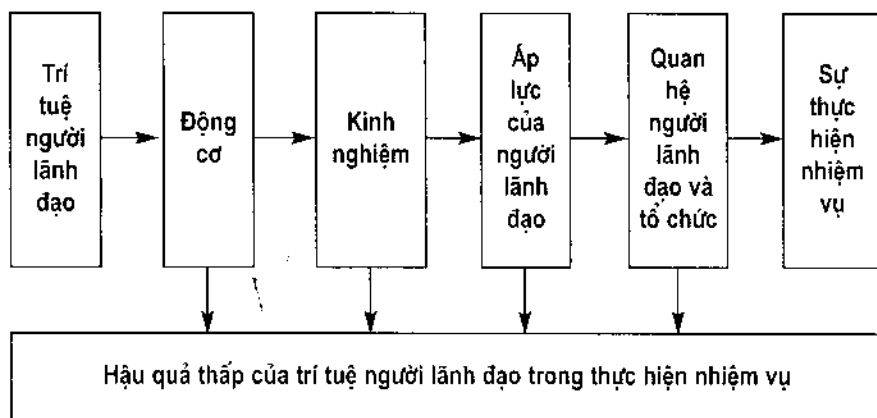 Trí
tuệ
người
lãnh
đạo
Động
cơ
Kinh
nghiệm
Áp
lực
của
người
lãnh
đạo
Quan
hệ
người
lãnh
đạo và
tổ chức
Sự
thực
hiện
nhiệm
vụ
Hậu quả thấp của trí tuệ người lãnh đạo trong thực hiện nhiệm vụ